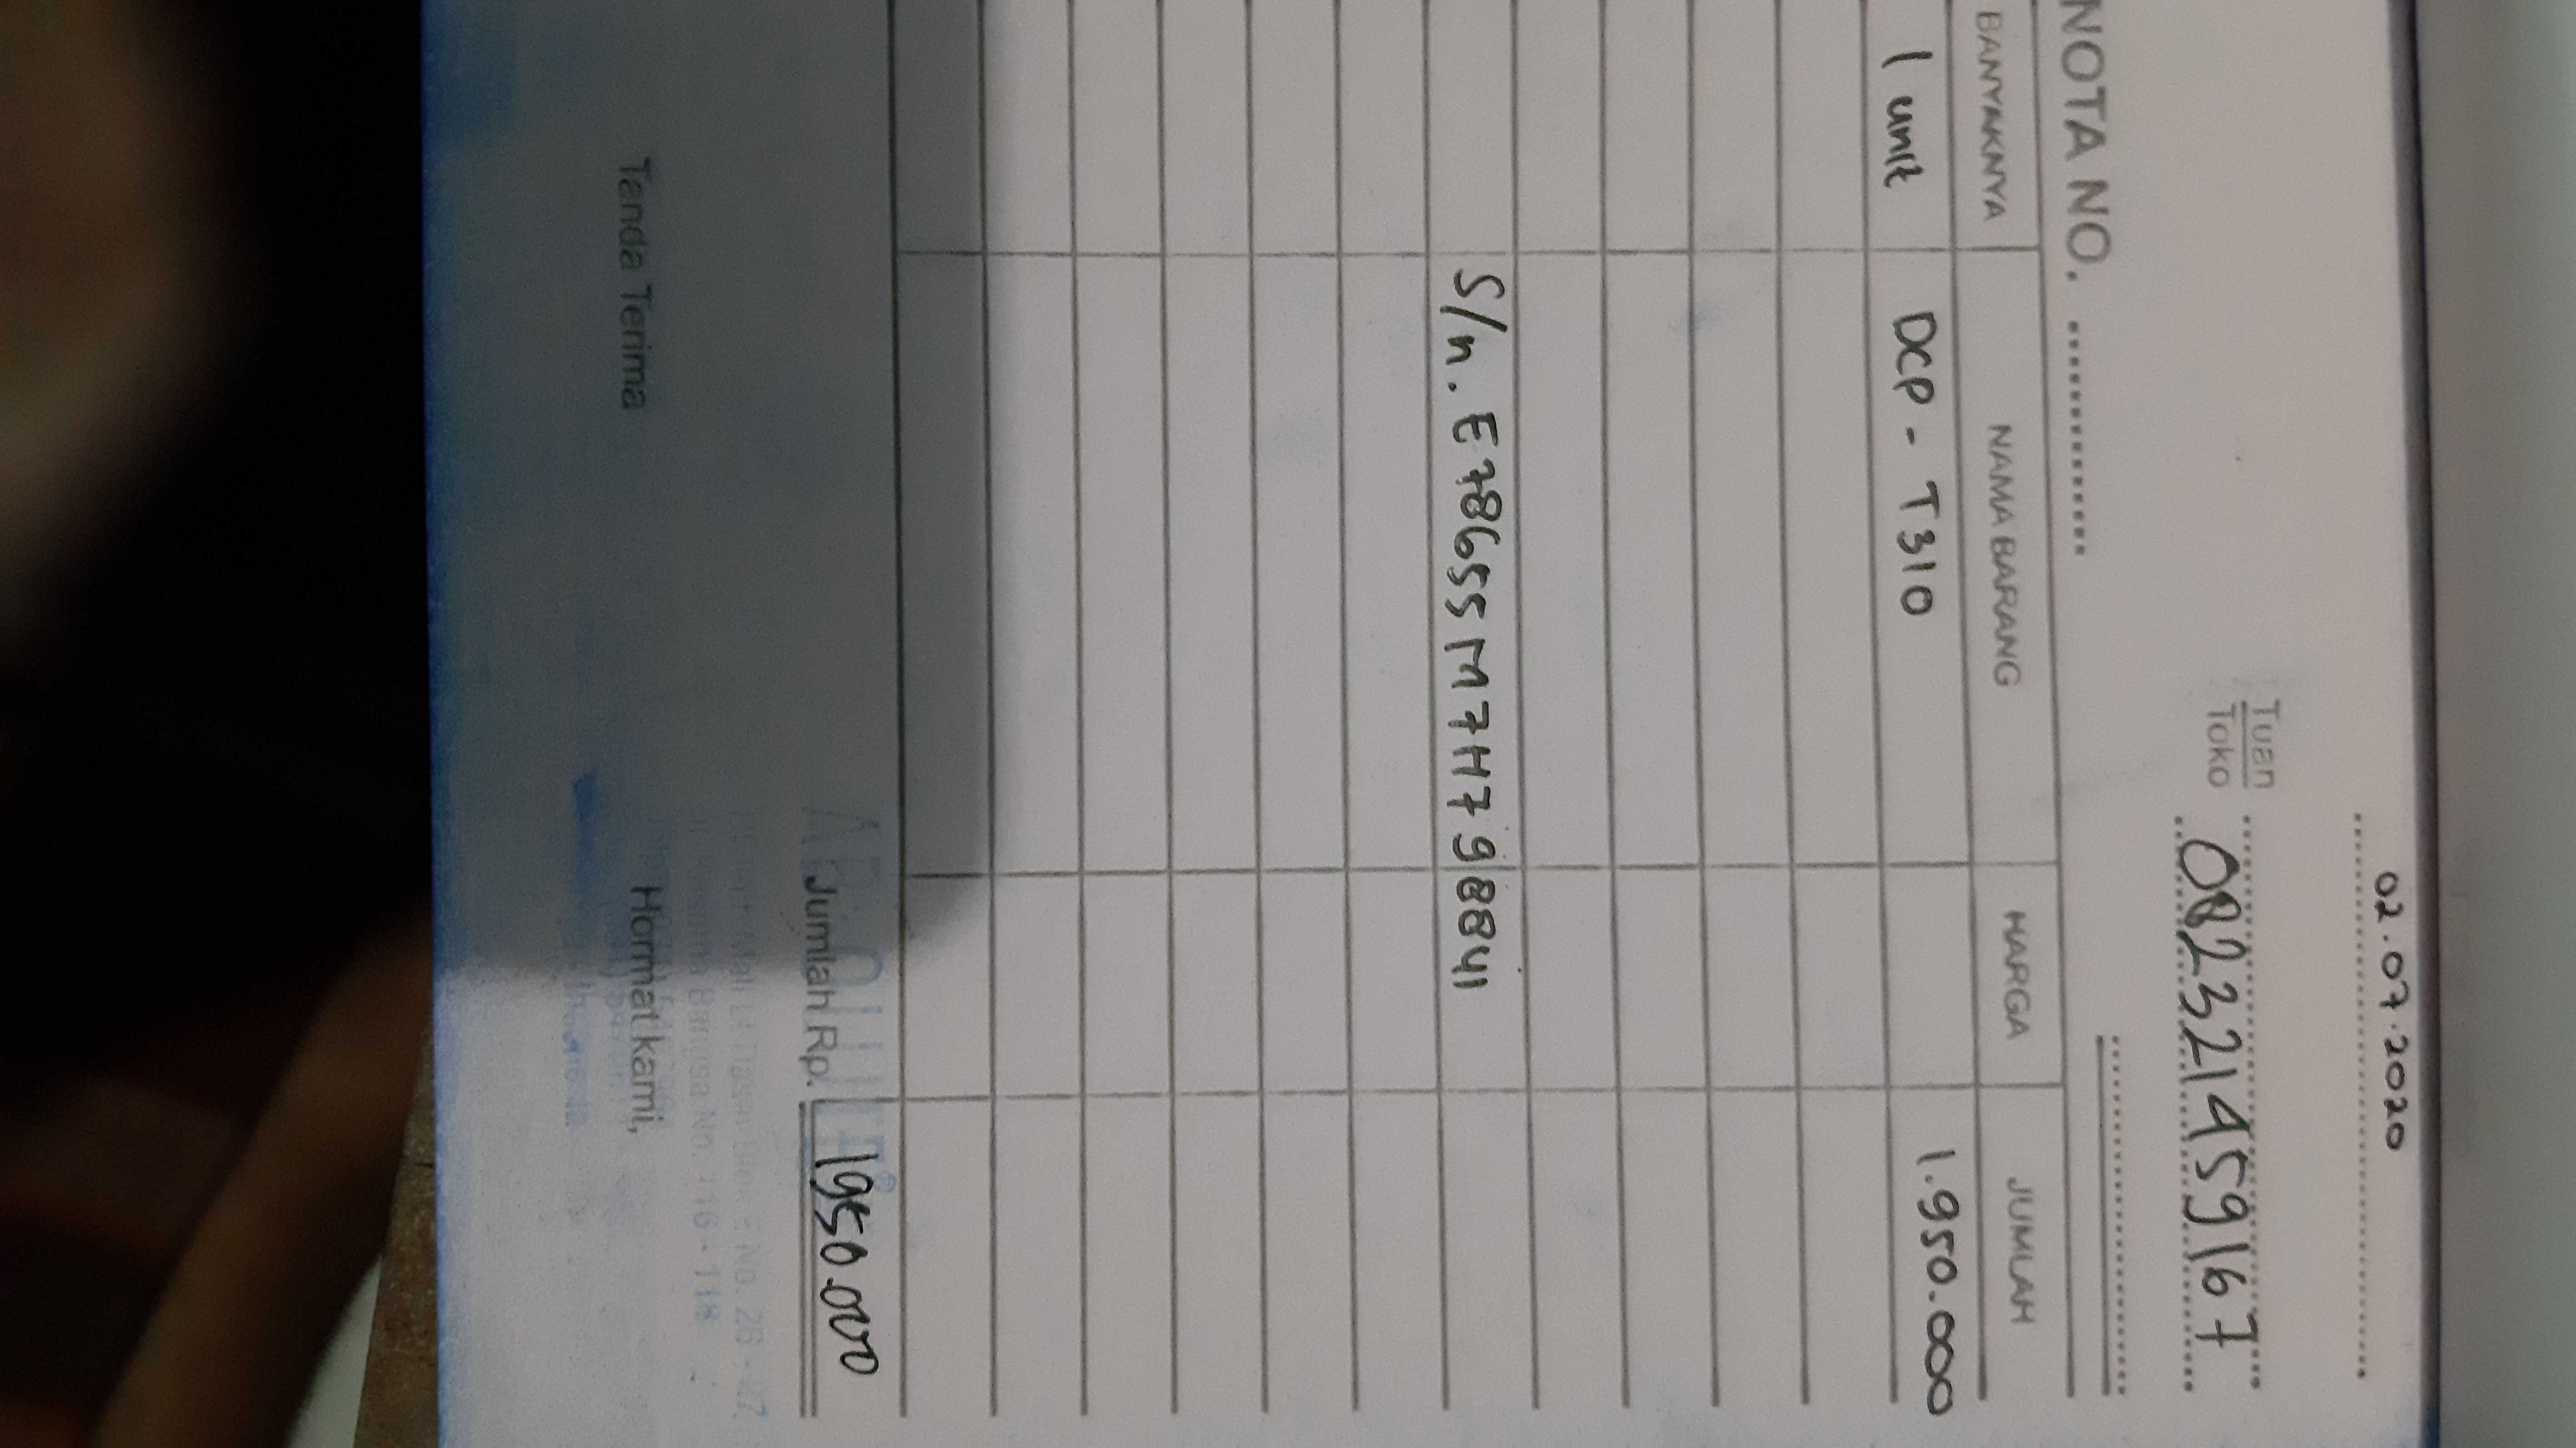 02.07.2020
Tuan
Toko 082321459167
NOTA NO.
BANYAKNYA NAMA BARANG HARGA JUMLAH
1 unit DCP - T310 1.950.000
S/n. E78655M7H798841
Jumlah Rp. 1950.000
Tanda Terima Hormat kami,